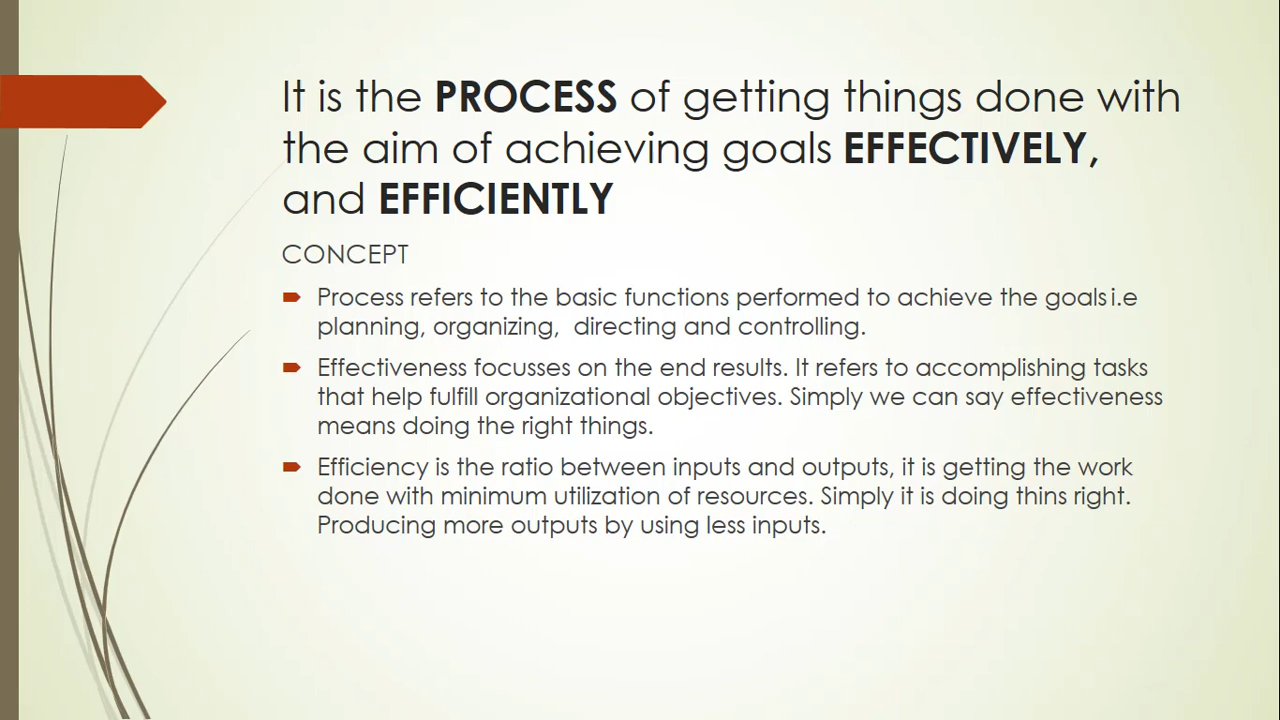 It is the PROCESS of getting things done with
the aim of achieving goals EFFECTIVELY,
and EFFICIENTLY
CONCEPT
Process refers to the basic functions performed to achieve the goals i.e
planning, organizing, directing and controlling.
Effectiveness focusses on the end results. It refers to accomplishing tasks
that help fulfill organizational objectives. Simply we can say effectiveness
means doing the right things.
Efficiency is the ratio between inputs and outputs, it is getting the work
done with minimum utilization of resources. Simply it is doing thins right.
Producing more outputs by using less inputs.